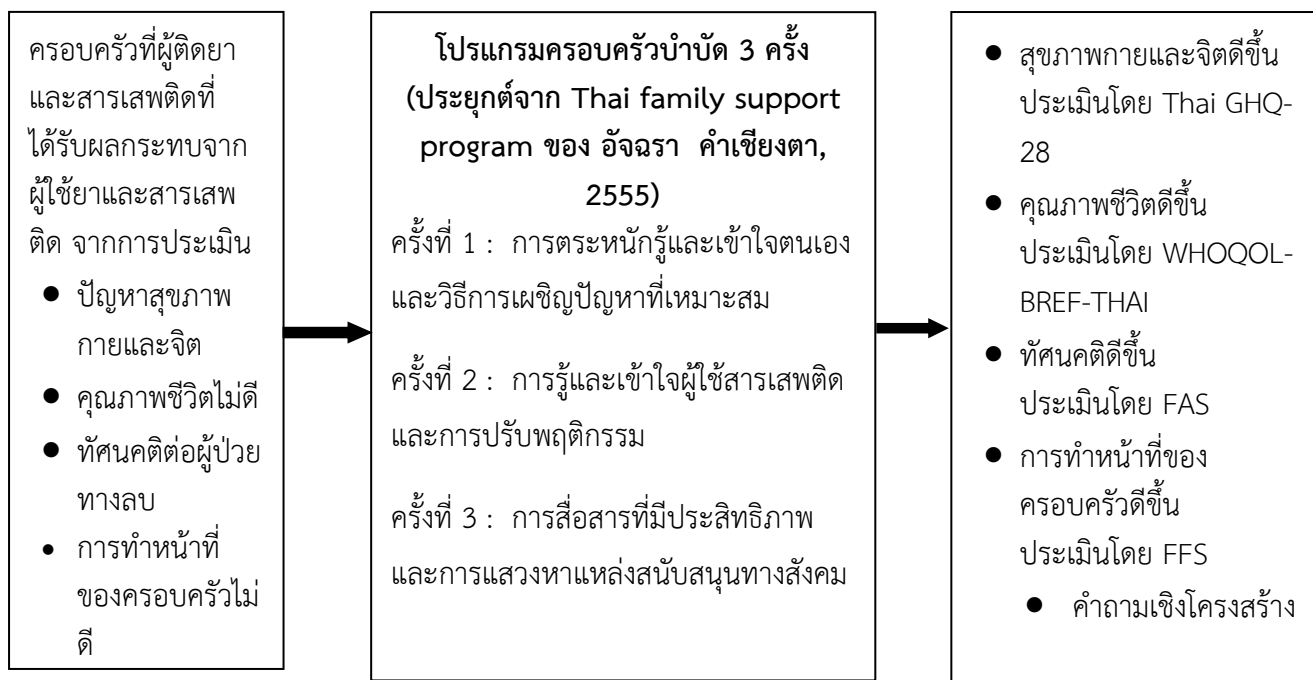 ครอบครัวที่ผู้ติดยา
และสารเสพติดที่
ได้รับผลกระทบจาก
ผู้ใช้ยาและสารเสพ
ติด จากการประเมิน
● ปัญหาสุขภาพ
กายและจิต
● คุณภาพชีวิตไม่ดี
● ทัศนคติต่อผู้ป่วย
ทางลบ
● การทำหน้าที่
ของครอบครัวไม่
ดี
โปรแกรมครอบครัวบำบัด 3 ครั้ง
(ประยุกต์จาก Thai family support
program ของ อัจฉรา คำเชียงตา,
2555)
ครั้งที่ 1 : การตระหนักรู้และเข้าใจตนเอง
และวิธีการเผชิญปัญหาที่เหมาะสม
ครั้งที่ 2 : การรู้และเข้าใจผู้ใช้สารเสพติด
และการปรับพฤติกรรม
ครั้งที่ 3 : การสื่อสารที่มีประสิทธิภาพ
และการแสวงหาแหล่งสนับสนุนทางสังคม
● สุขภาพกายและจิตดีขึ้น
ประเมินโดย Thai GHQ-
28
● คุณภาพชีวิตดีขึ้น
ประเมินโดย WHOQOL-
BREF-THAI
● ทัศนคติดีขึ้น
ประเมินโดย FAS
● การทำหน้าที่ของ
ครอบครัวดีขึ้น
ประเมินโดย FFS
● คำถามเชิงโครงสร้าง